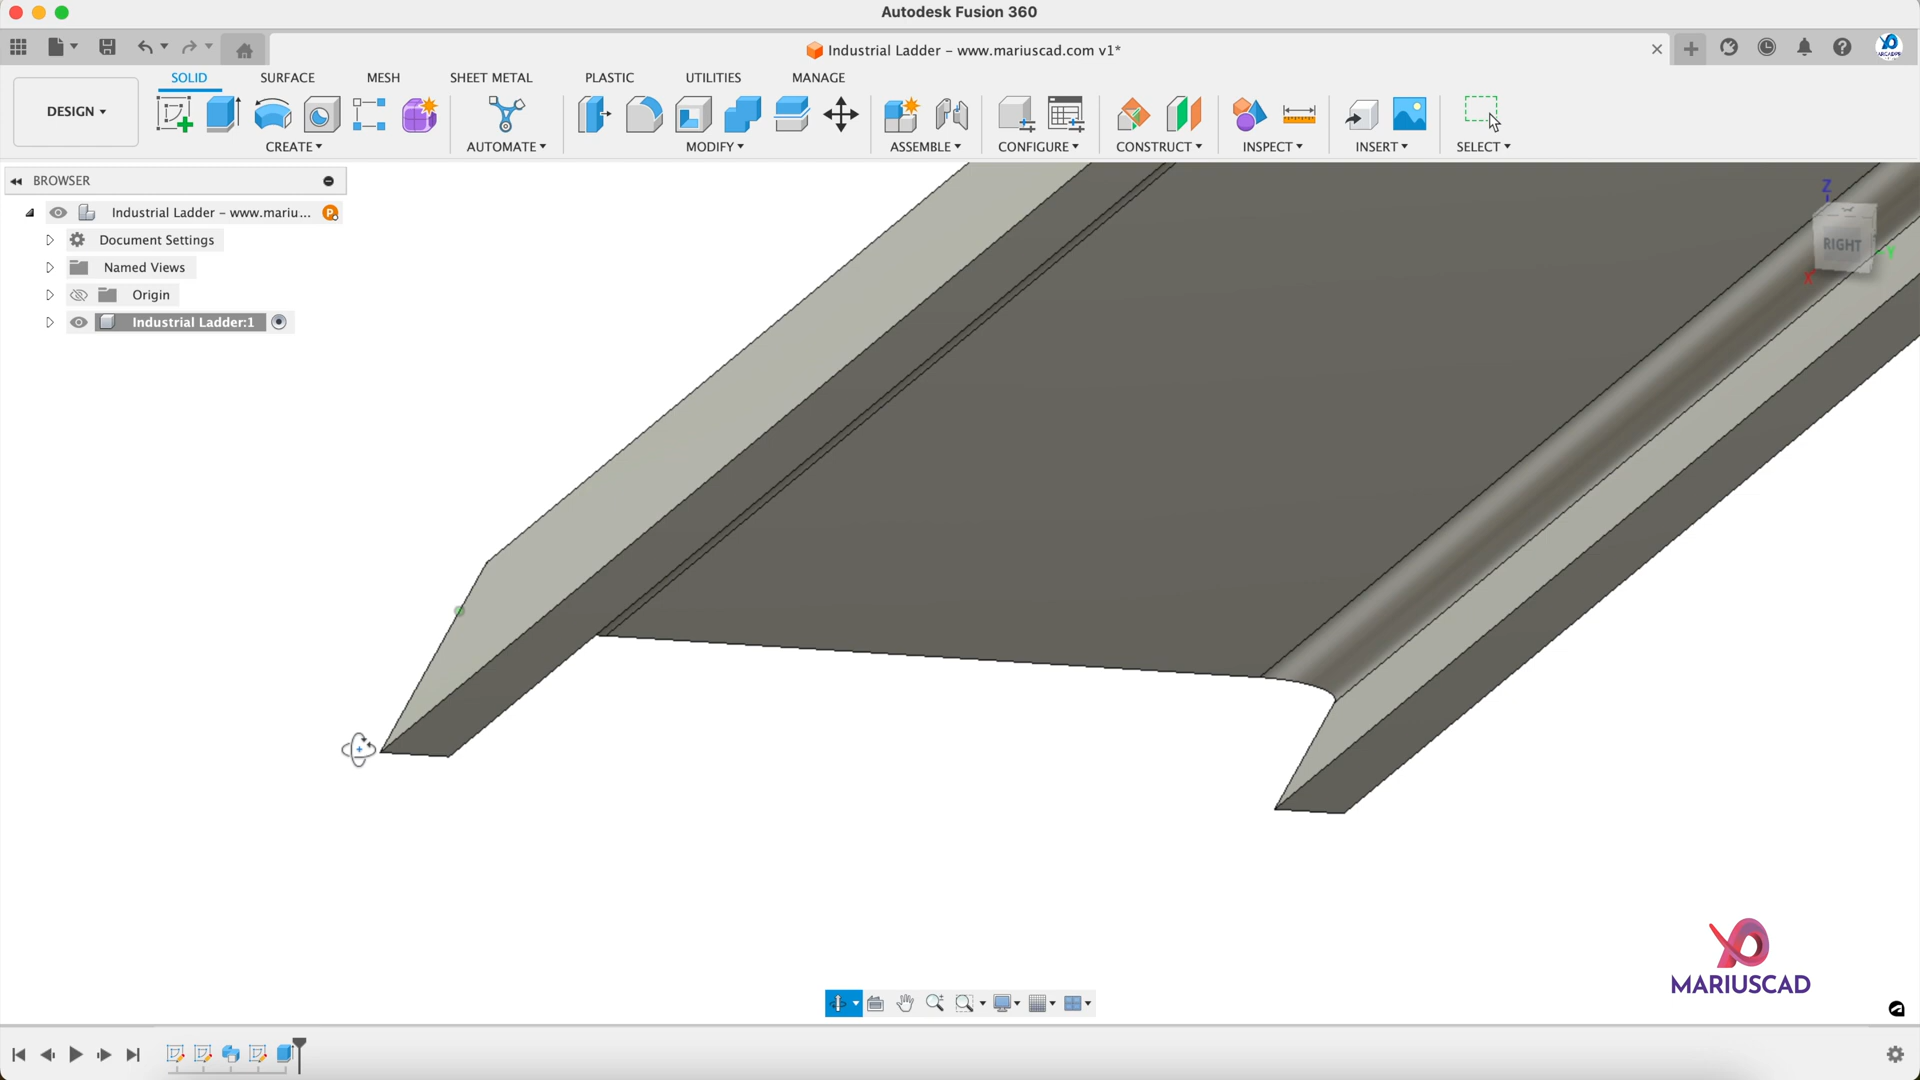 Autodesk Fusion 360
Industrial Ladder – www.mariuscad.com v1*
SOLID SURFACE MESH SHEET METAL PLASTIC UTILITIES MANAGE
DESIGN
CREATE AUTOMATE MODIFY ASSEMBLE CONFIGURE CONSTRUCT INSPECT INSERT SELECT
BROWSER
Industrial Ladder – www.mariu...
Document Settings
Named Views
Origin
Industrial Ladder:1
Z
RIGHT
Y
X
MARIUSCAD